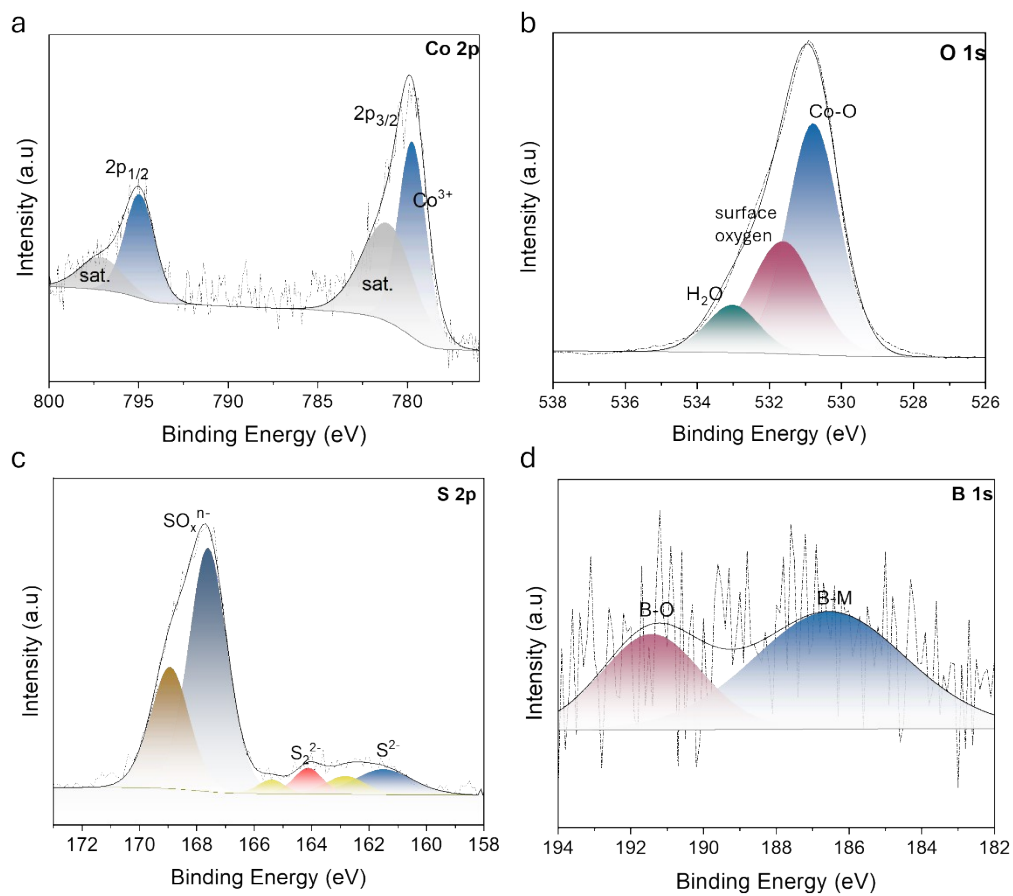 a
Co 2p
2p3/2
2p1/2
Co3+
sat.
sat.
Intensity (a.u)
800 795 790 785 780
Binding Energy (eV)
b
O 1s
Co-O
surface
oxygen
H2O
Intensity (a.u)
538 536 534 532 530 528 526
Binding Energy (eV)
c
S 2p
SOx n-
S2 2-
S2-
Intensity (a.u)
172 170 168 166 164 162 160 158
Binding Energy (eV)
d
B 1s
B-O
B-M
Intensity (a.u)
194 192 190 188 186 184 182
Binding Energy (eV)